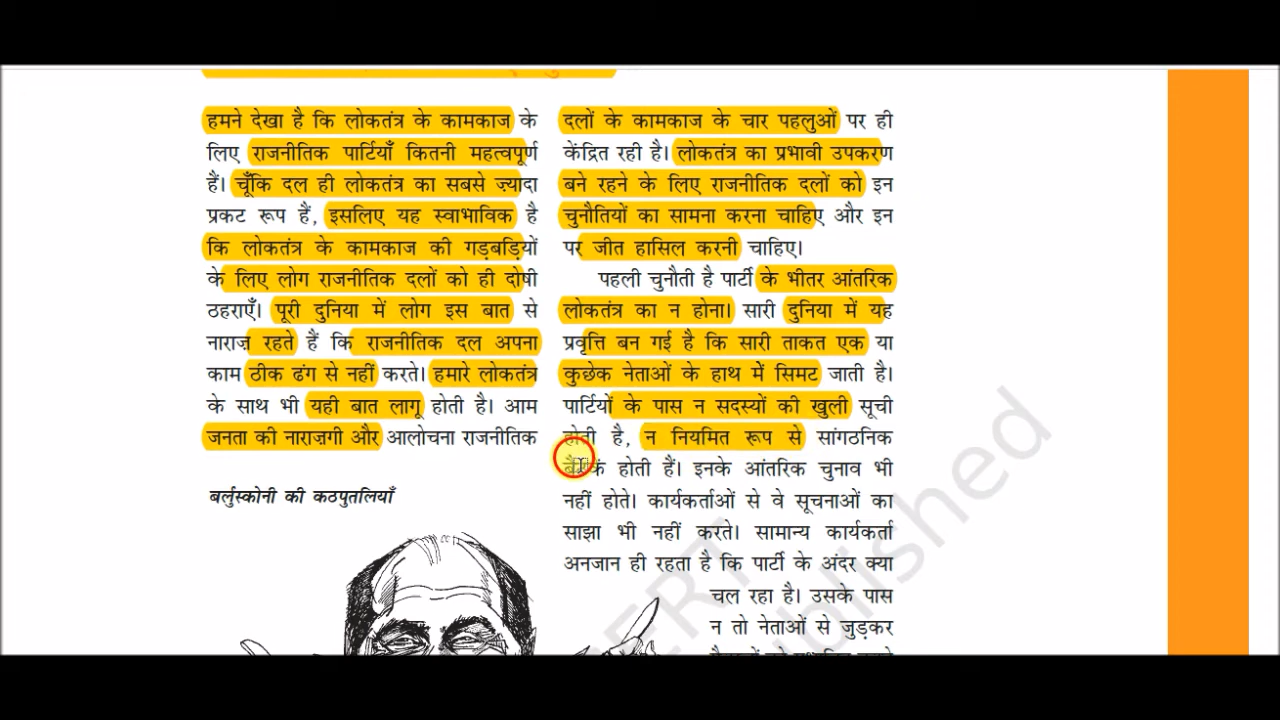 हमने देखा है कि लोकतंत्र के कामकाज के
लिए राजनीतिक पार्टियाँ कितनी महत्वपूर्ण
हैं। चूँकि दल ही लोकतंत्र का सबसे ज़्यादा
प्रकट रूप हैं, इसलिए यह स्वाभाविक है
कि लोकतंत्र के कामकाज की गड़बड़ियों
के लिए लोग राजनीतिक दलों को ही दोषी
ठहराएँ। पूरी दुनिया में लोग इस बात से
नाराज़ रहते हैं कि राजनीतिक दल अपना
काम ठीक ढंग से नहीं करते। हमारे लोकतंत्र
के साथ भी यही बात लागू होती है। आम
जनता की नाराज़गी और आलोचना राजनीतिक
बर्लुस्कोनी की कठपुतलियाँ
दलों के कामकाज के चार पहलुओं पर ही
केंद्रित रही है। लोकतंत्र का प्रभावी उपकरण
बने रहने के लिए राजनीतिक दलों को इन
चुनौतियों का सामना करना चाहिए और इन
पर जीत हासिल करनी चाहिए।
पहली चुनौती है पार्टी के भीतर आंतरिक
लोकतंत्र का न होना। सारी दुनिया में यह
प्रवृत्ति बन गई है कि सारी ताकत एक या
कुछेक नेताओं के हाथ में सिमट जाती है।
पार्टियों के पास न सदस्यों की खुली सूची
होती है, न नियमित रूप से सांगठनिक
बैठकें होती हैं। इनके आंतरिक चुनाव भी
नहीं होते। कार्यकर्ताओं से वे सूचनाओं का
साझा भी नहीं करते। सामान्य कार्यकर्ता
अनजान ही रहता है कि पार्टी के अंदर क्या
चल रहा है। उसके पास
न तो नेताओं से जुड़कर